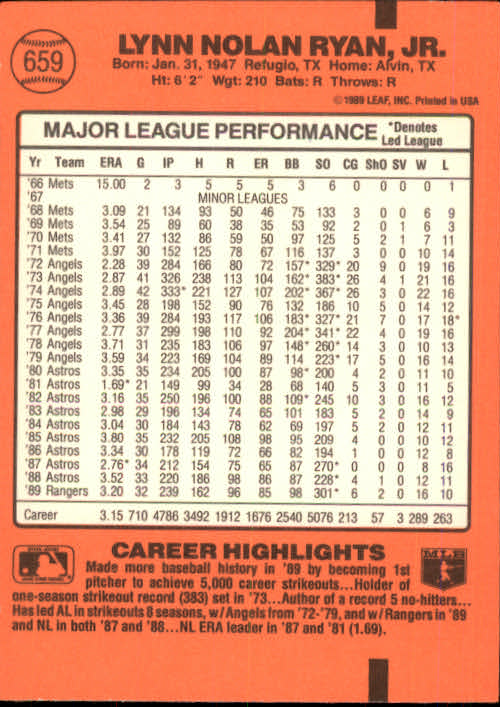 659
LYNN NOLAN RYAN, JR.
Born: Jan. 31, 1947 Refugio, TX Home: Alvin, TX
Ht: 6'2" Wgt: 210 Bats: R Throws: R
©1989 LEAF, INC. Printed in USA
MAJOR LEAGUE PERFORMANCE *Denotes Led League
Yr Team ERA G IP H R ER BB SO CG ShO SV W L
'66 Mets 15.00 2 3 5 5 5 3 6 0 0 0 0 1
'67 MINOR LEAGUES
'68 Mets 3.09 21 134 93 50 46 75 133 3 0 0 6 9
'69 Mets 3.54 25 89 60 38 35 53 92 2 0 1 6 3
'70 Mets 3.41 27 132 86 59 50 97 125 5 2 1 7 11
'71 Mets 3.97 30 152 125 78 67 116 137 3 0 0 10 14
'72 Angels 2.28 39 284 166 80 72 157* 329* 20 9 0 19 16
'73 Angels 2.87 41 326 238 113 104 162* 383* 26 4 1 21 16
'74 Angels 2.89 42 333* 221 127 107 202* 367* 26 3 0 22 16
'75 Angels 3.45 28 198 152 90 76 132 186 10 5 0 14 12
'76 Angels 3.36 39 284 193 117 106 183* 327* 21 7 0 17 18*
'77 Angels 2.77 37 299 198 110 92 204* 341* 22 4 0 19 16
'78 Angels 3.71 31 235 183 106 97 148* 260* 14 3 0 10 13
'79 Angels 3.59 34 223 169 104 89 114 223* 17 5 0 16 14
'80 Astros 3.35 35 234 205 100 87 98* 200 4 2 0 11 10
'81 Astros 1.69* 21 149 99 34 28 68 140 5 3 0 11 5
'82 Astros 3.16 35 250 196 100 88 109* 245 10 3 0 16 12
'83 Astros 2.98 29 196 134 74 65 101 183 5 2 0 14 9
'84 Astros 3.04 30 184 143 78 62 69 197 5 2 0 12 11
'85 Astros 3.80 35 232 205 108 98 95 209 4 0 0 10 12
'86 Astros 3.34 30 178 119 72 66 82 194 1 0 0 12 8
'87 Astros 2.76* 34 212 154 75 65 87 270* 0 0 0 8 16
'88 Astros 3.52 33 220 186 98 86 87 228* 4 1 0 12 11
'89 Rangers 3.20 32 239 162 96 85 98 301* 6 2 0 16 10
Career 3.15 710 4786 3492 1912 1676 2540 5076 213 57 3 289 263
CAREER HIGHLIGHTS
MLB
Made more baseball history in '89 by becoming 1st
pitcher to achieve 5,000 career strikeouts...Holder of
one-season strikeout record (383) set in '73...Author of a record 5 no-hitters...
Has led AL in strikeouts 8 seasons, w/Angels from '72-'79, and w/Rangers in '89
and NL in both '87 and '88...NL ERA leader in '87 and '81 (1.69).